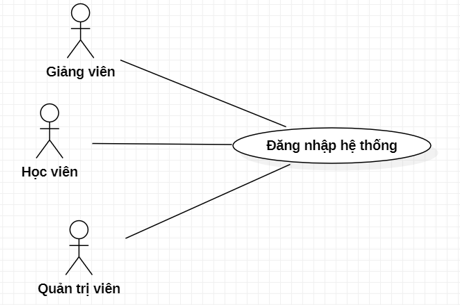 Giảng viên
Học viên
Đăng nhập hệ thống
Quản trị viên